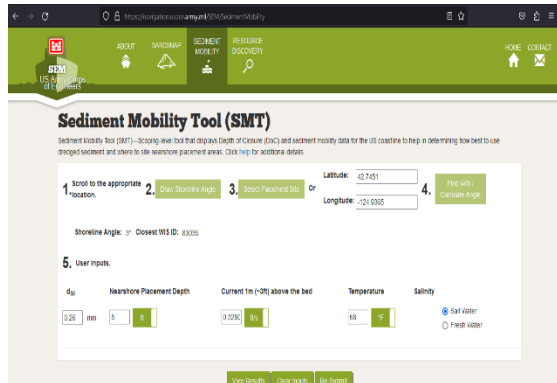 https://navigation.usace.army.mil/SEM/SedimentMobility
SEM
US Army Corps
of Engineers
ABOUT
SANDSNAP
SEDIMENT
MOBILITY
RESOURCE
DISCOVERY
HOME
CONTACT
Sediment Mobility Tool (SMT)
Sediment Mobility Tool (SMT)—Scoping-level tool that displays Depth of Closure (DoC) and sediment mobility data for the US coastline to help in determining how best to use
dredged sediment and where to site nearshore placement areas. Click help for additional details.
1. Scroll to the appropriate location.
2. Draw Shoreline Angle
3. Select Placement Site
Or
Latitude: 42.7451
Longitude: -124.9365
4. Find WIS / Calculate Angle
Shoreline Angle: 3° Closest WIS ID: 83035
5. User Inputs.
d50 Nearshore Placement Depth Current 1m (~3ft) above the bed Temperature Salinity
0.26 mm 8 ft 0.3280 ft/s 68 °F
Salt Water
Fresh Water
View Results Clear Inputs Re-Submit